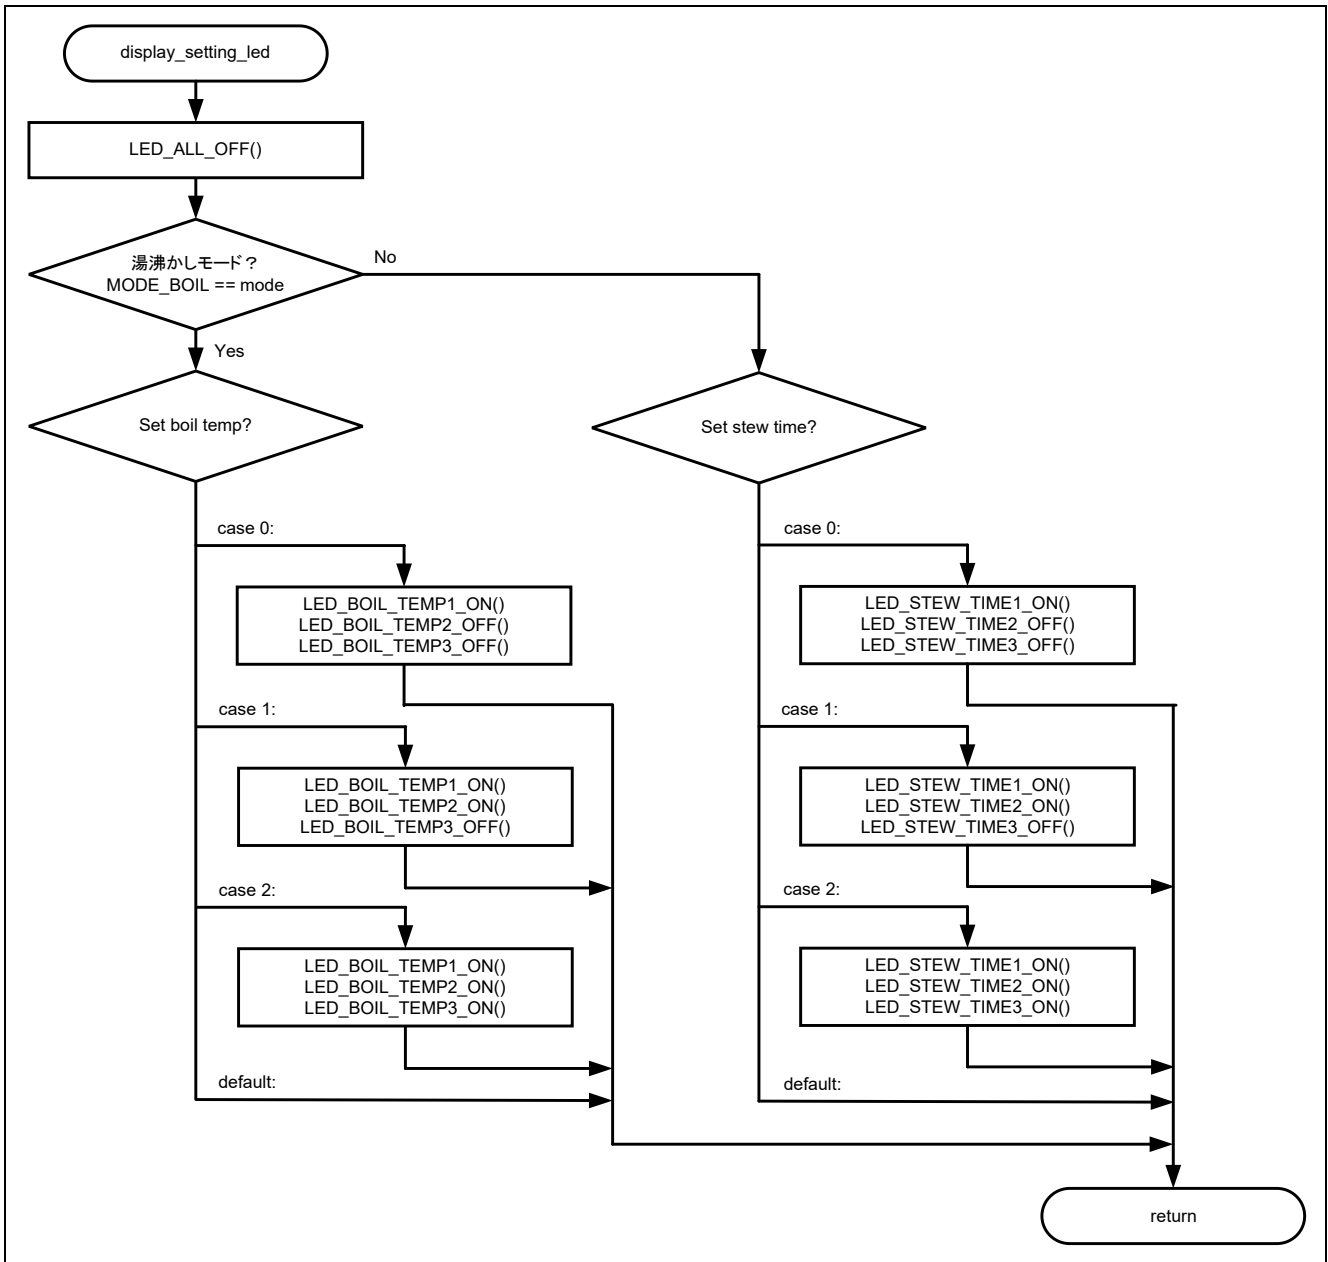 display_setting_led
LED_ALL_OFF()
湯沸かしモード？
MODE_BOIL == mode
No
Yes
Set boil temp?
Set stew time?
case 0:
LED_BOIL_TEMP1_ON()
LED_BOIL_TEMP2_OFF()
LED_BOIL_TEMP3_OFF()
case 1:
LED_BOIL_TEMP1_ON()
LED_BOIL_TEMP2_ON()
LED_BOIL_TEMP3_OFF()
case 2:
LED_BOIL_TEMP1_ON()
LED_BOIL_TEMP2_ON()
LED_BOIL_TEMP3_ON()
default:
case 0:
LED_STEW_TIME1_ON()
LED_STEW_TIME2_OFF()
LED_STEW_TIME3_OFF()
case 1:
LED_STEW_TIME1_ON()
LED_STEW_TIME2_ON()
LED_STEW_TIME3_OFF()
case 2:
LED_STEW_TIME1_ON()
LED_STEW_TIME2_ON()
LED_STEW_TIME3_ON()
default:
return